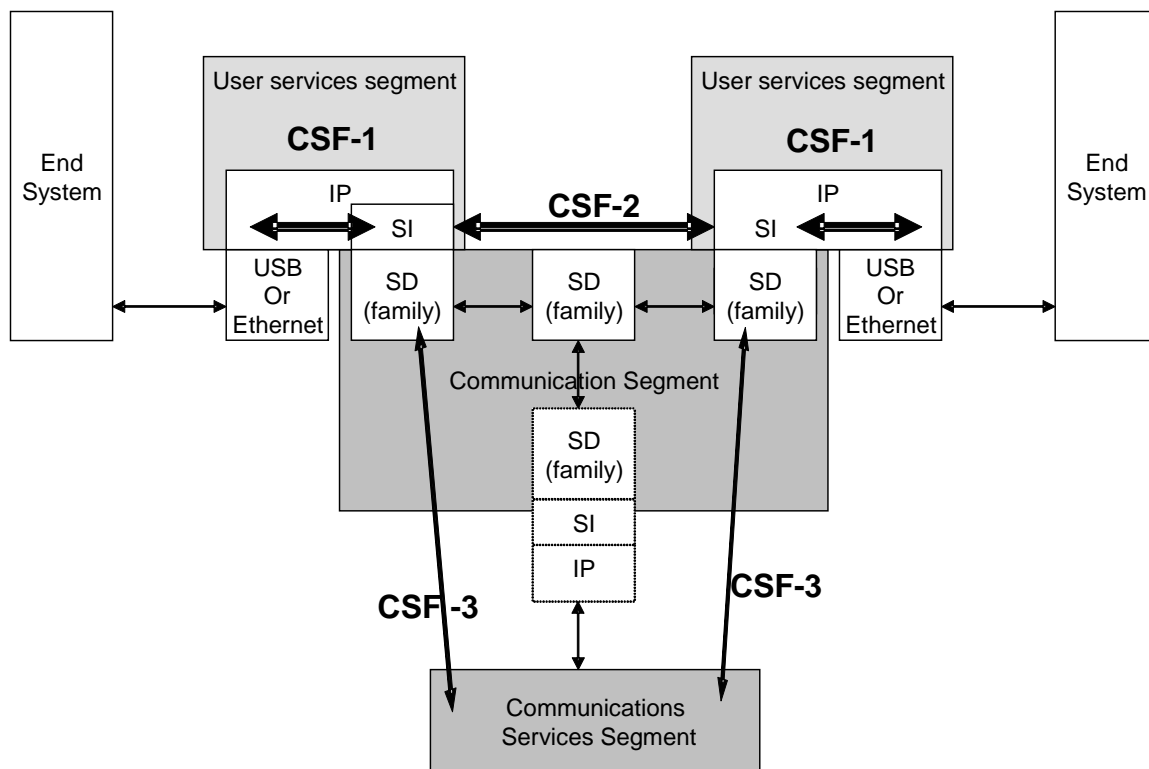 User services segment
User services segment
CSF-1
CSF-1
End
System
End
System
IP
IP
CSF-2
SI
SI
USB
Or
Ethernet
SD
(family)
SD
(family)
SD
(family)
USB
Or
Ethernet
Communication Segment
SD
(family)
SI
IP
CSF -3
CSF-3
Communications
Services Segment